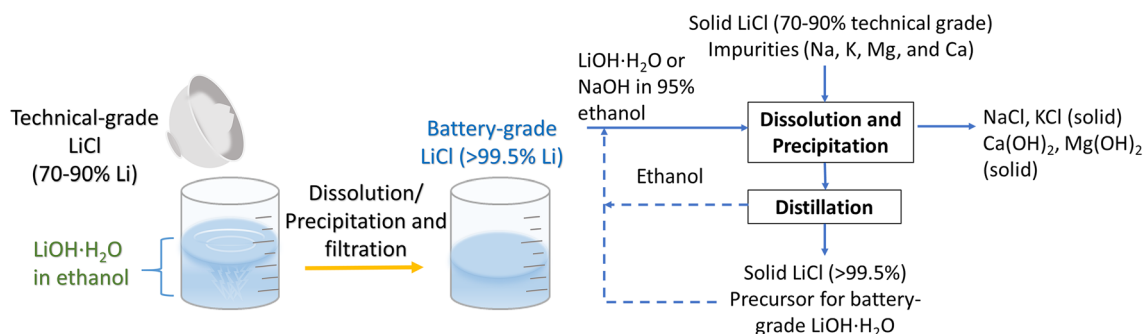 Technical-grade
LiCl
(70-90% Li)
LiOH·H₂O
in ethanol
Dissolution/
Precipitation and
filtration
Battery-grade
LiCl (>99.5% Li)
Solid LiCl (70-90% technical grade)
Impurities (Na, K, Mg, and Ca)
LiOH·H₂O or
NaOH in 95%
ethanol
Dissolution and
Precipitation
NaCl, KCl (solid)
Ca(OH)₂, Mg(OH)₂
(solid)
Ethanol
Distillation
Solid LiCl (>99.5%)
Precursor for battery-
grade LiOH·H₂O